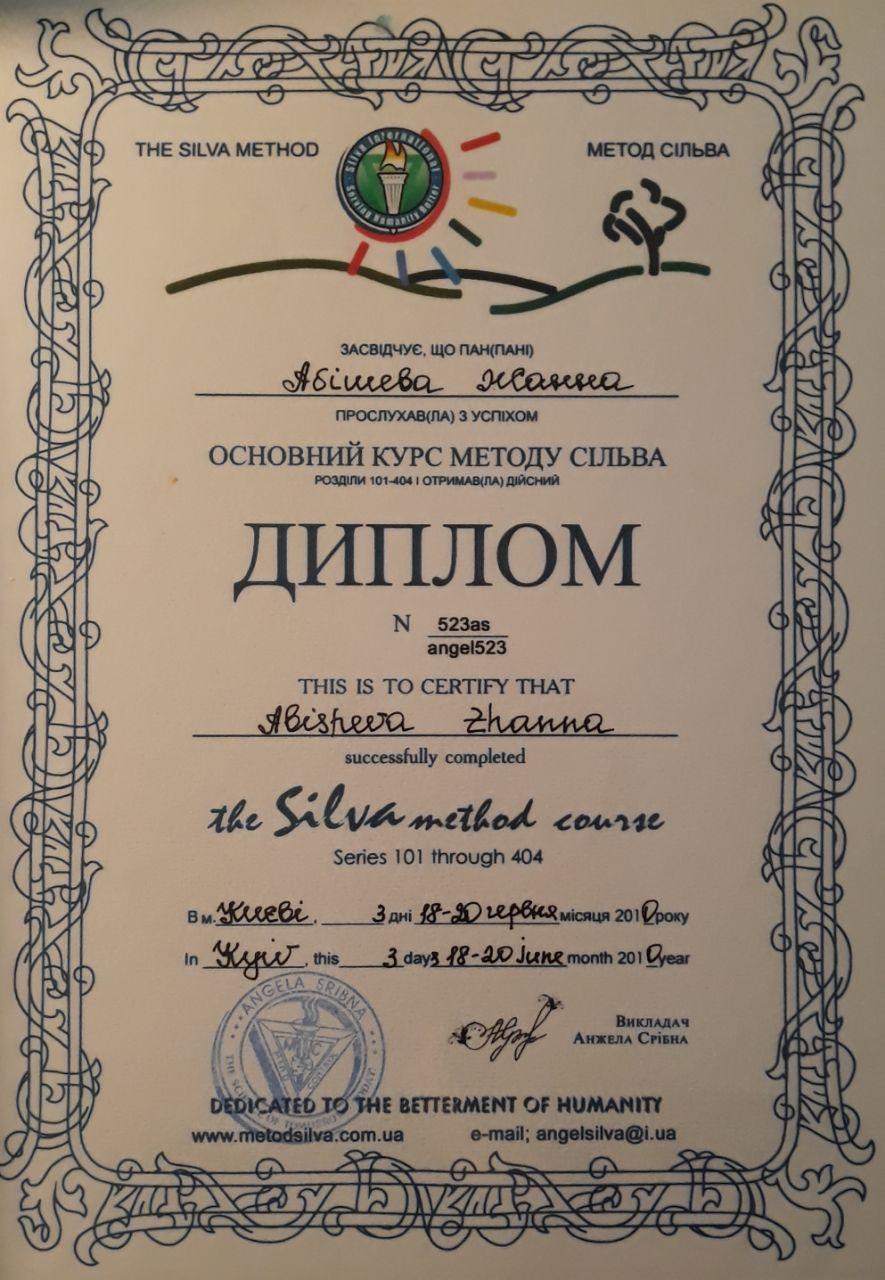 THE SILVA METHOD
Silva International
Serving Humanity Better
МЕТОД СІЛЬВА
ЗАСВІДЧУЄ, ЩО ПАН(ПАНІ)
Абішева Жанна
ПРОСЛУХАВ(ЛА) З УСПІХОМ
ОСНОВНИЙ КУРС МЕТОДУ СІЛЬВА
РОЗДІЛИ 101-404 І ОТРИМАВ(ЛА) ДІЙСНИЙ
ДИПЛОМ
N 523as
angel523
THIS IS TO CERTIFY THAT
Abisheva Zhanna
successfully completed
the Silva method course
Series 101 through 404
В м. Києві, 3 дні 18-20 червня місяця 2010 року
In Kyiv, this 3 days 18-20 june month 2010 year
ANGELA SRIBNA
Викладач
Анжела Срібна
DEDICATED TO THE BETTERMENT OF HUMANITY
www.metodsilva.com.ua e-mail; angelsilva@i.ua